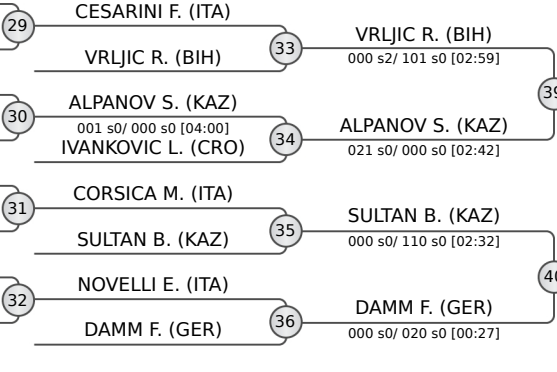 CESARINI F. (ITA)
29
VRLJIC R. (BIH)
33
VRLJIC R. (BIH)
000 s2/ 101 s0 [02:59]
39
ALPANOV S. (KAZ)
30
001 s0/ 000 s0 [04:00]
IVANKOVIC L. (CRO)
34
ALPANOV S. (KAZ)
021 s0/ 000 s0 [02:42]
CORSICA M. (ITA)
31
SULTAN B. (KAZ)
35
SULTAN B. (KAZ)
000 s0/ 110 s0 [02:32]
40
NOVELLI E. (ITA)
32
DAMM F. (GER)
36
DAMM F. (GER)
000 s0/ 020 s0 [00:27]